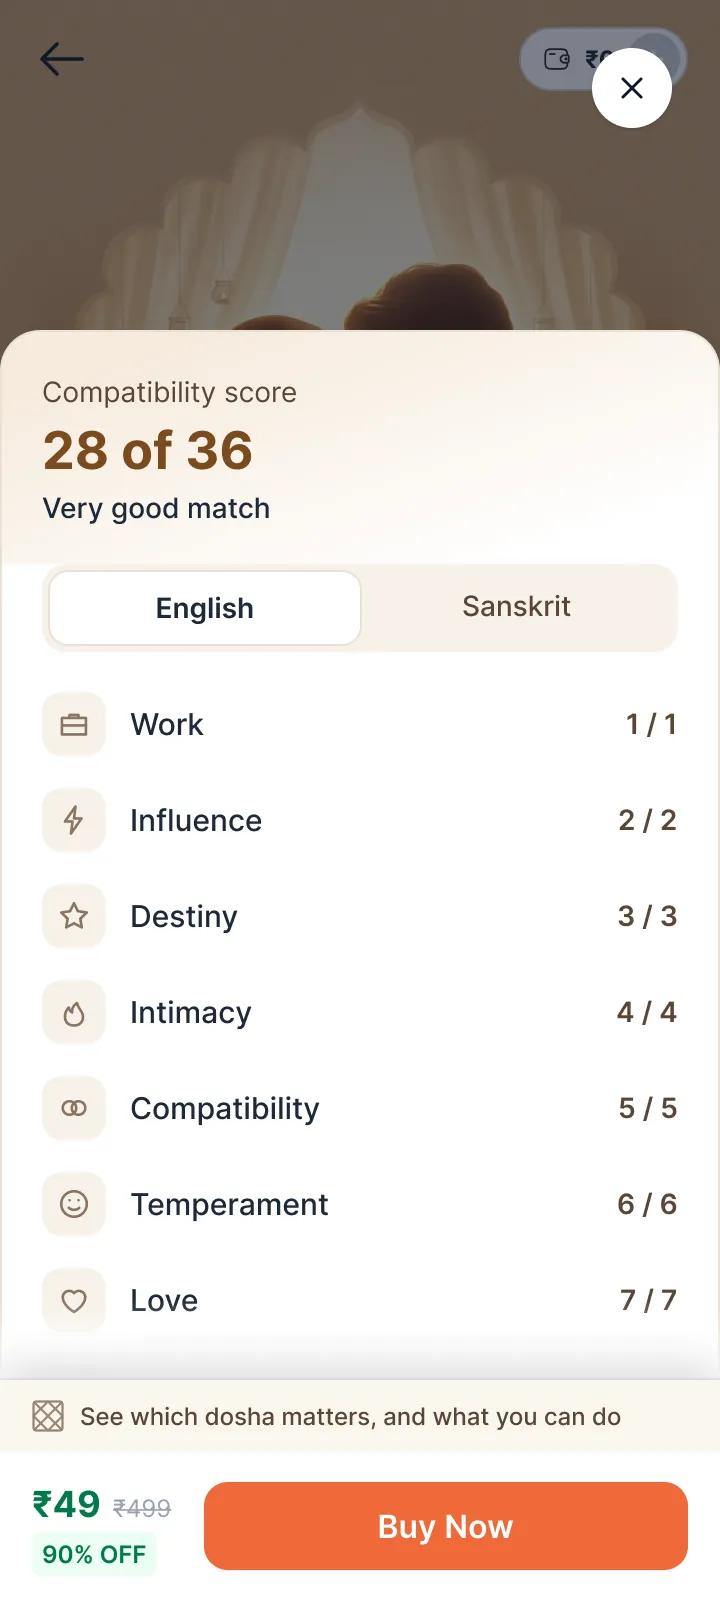 Compatibility score
28 of 36
Very good match
English
Sanskrit
Work
1 / 1
Influence
2 / 2
Destiny
3 / 3
Intimacy
4 / 4
Compatibility
5 / 5
Temperament
6 / 6
Love
7 / 7
See which dosha matters, and what you can do
₹49 ₹499
90% OFF
Buy Now